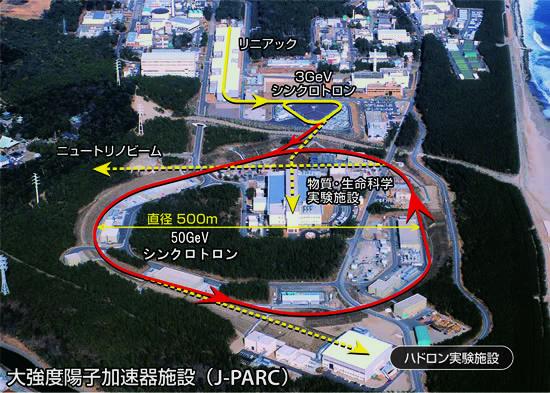 リニアック
3GeV
シンクロトロン
ニュートリノビーム
物質・生命科学
実験施設
直径 500m
50GeV
シンクロトロン
ハドロン実験施設
大強度陽子加速器施設（J-PARC）